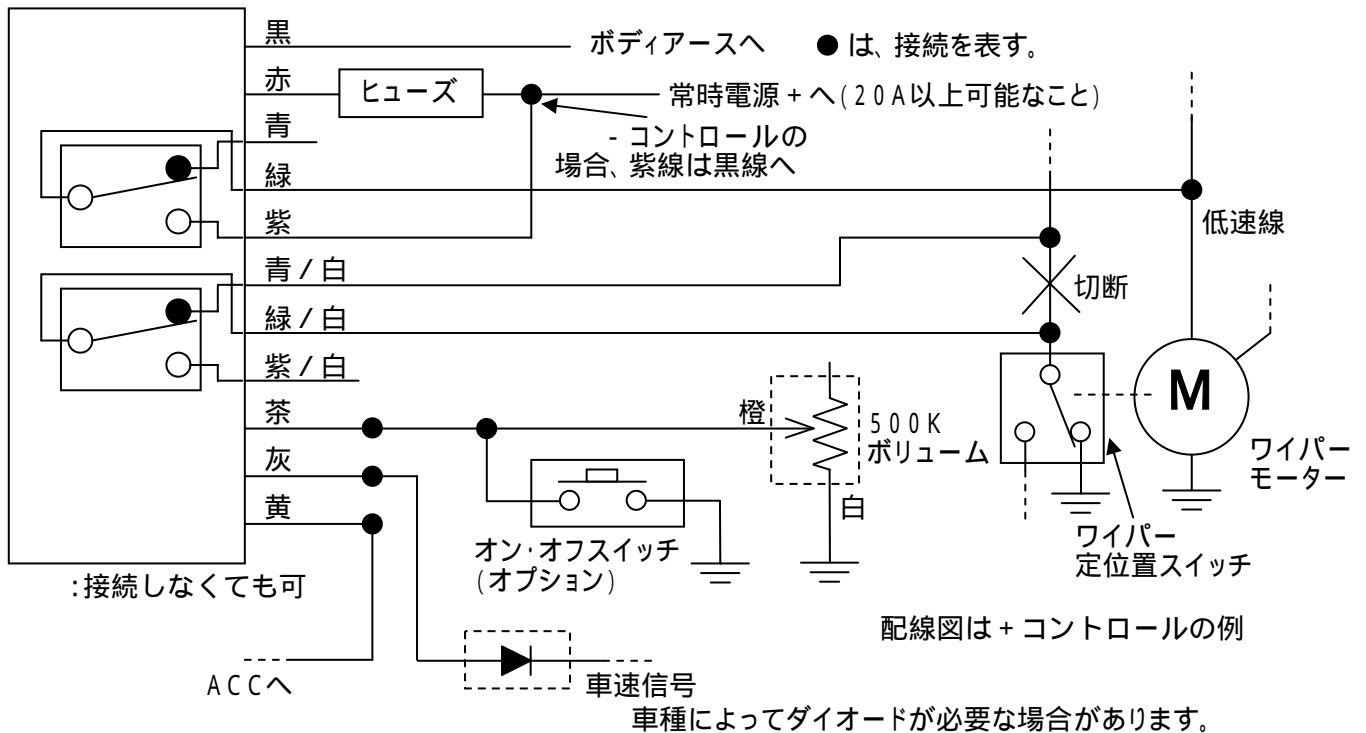 黒
ボディアースへ
●は、接続を表す。
赤
ヒューズ
常時電源+へ(20A以上可能なこと)
青
-コントロールの
場合、紫線は黒線へ
緑
紫
低速線
青/白
切断
緑/白
紫/白
M
茶
橙
500K
ボリューム
灰
ワイパー
モーター
黄
白
オン・オフスイッチ
(オプション)
ワイパー
定位置スイッチ
:接続しなくても可
配線図は+コントロールの例
ACCへ
車速信号
車種によってダイオードが必要な場合があります。